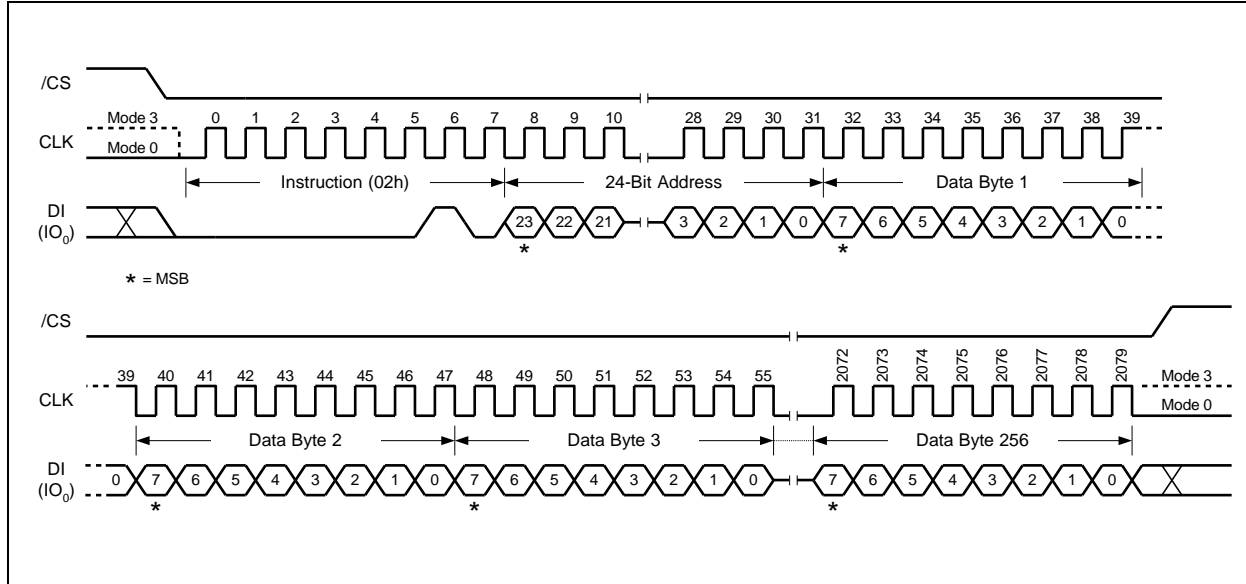 /CS
Mode 3 0 1 2 3 4 5 6 7 8 9 10 28 29 30 31 32 33 34 35 36 37 38 39
CLK
Mode 0
Instruction (02h) 24-Bit Address Data Byte 1
DI
(IO0) 23 22 21 3 2 1 0 7 6 5 4 3 2 1 0
* *
* = MSB
/CS
39 40 41 42 43 44 45 46 47 48 49 50 51 52 53 54 55 2072 2073 2074 2075 2076 2077 2078 2079 Mode 3
CLK
Mode 0
Data Byte 2 Data Byte 3 Data Byte 256
DI
(IO0) 0 7 6 5 4 3 2 1 0 7 6 5 4 3 2 1 0 7 6 5 4 3 2 1 0
* * *